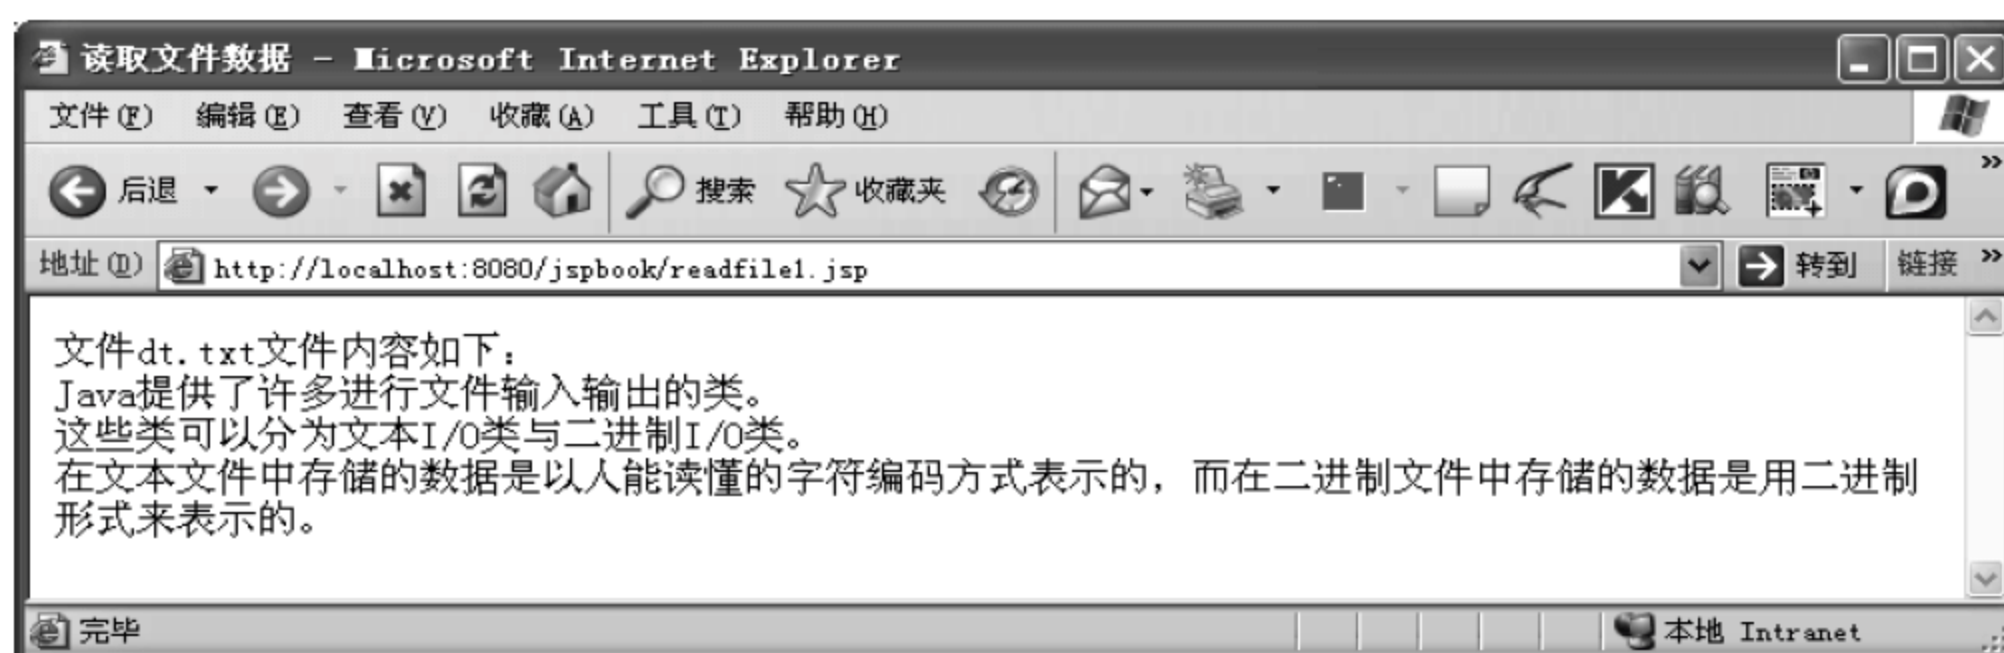 读取文件数据 - Microsoft Internet Explorer
文件(F) 编辑(E) 查看(V) 收藏(A) 工具(T) 帮助(H)
后退 搜索 收藏夹 »
地址(D) http://localhost:8080/jspbook/readfile1.jsp 转到 链接 »
文件dt.txt文件内容如下：
Java提供了许多进行文件输入输出的类。
这些类可以分为文本I/O类与二进制I/O类。
在文本文件中存储的数据是以人能读懂的字符编码方式表示的，而在二进制文件中存储的数据是用二进制
形式来表示的。
完毕 本地 Intranet